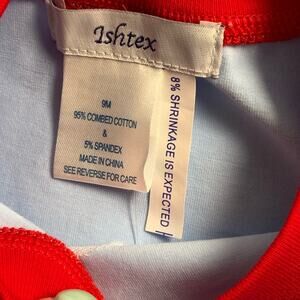 Ishtex
9M
95% COMBED COTTON
&
5% SPANDEX
MADE IN CHINA
SEE REVERSE FOR CARE
8% SHRINKAGE IS EXPECTED